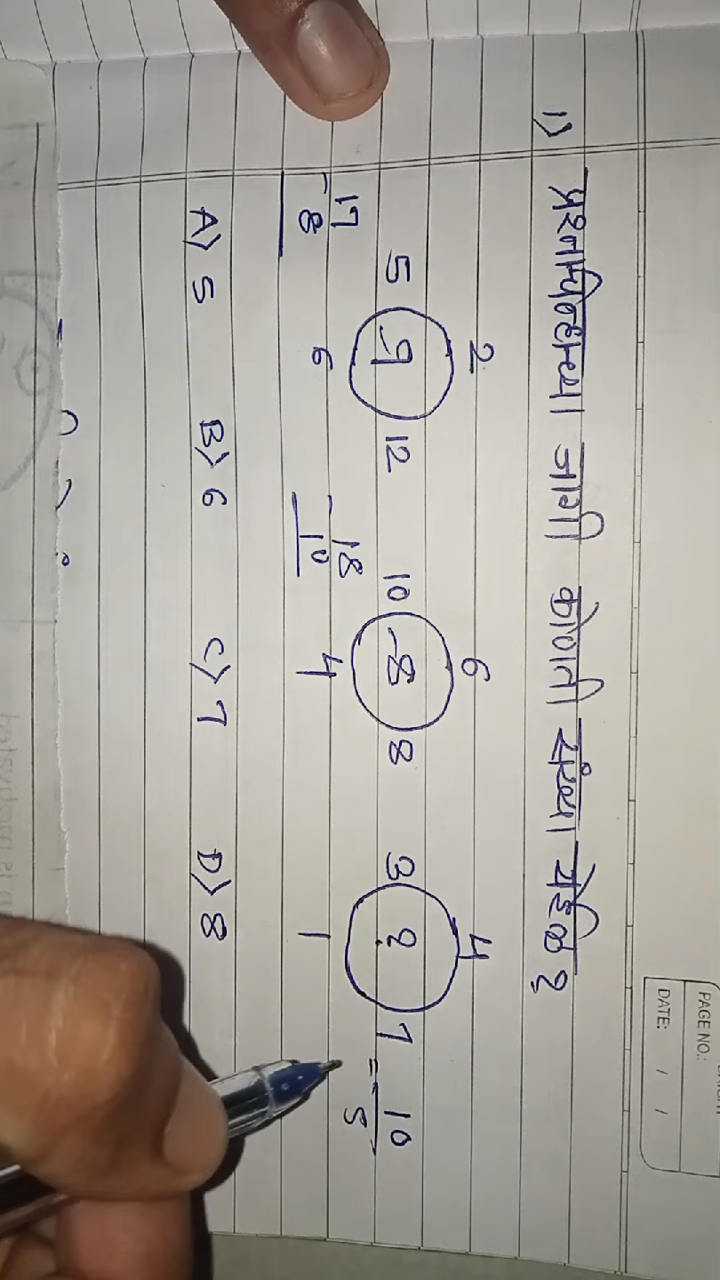 PAGE NO.:
DATE: / /
1) प्रश्नचिन्हाच्या जागी कोणती संख्या येईल ?
2 6 4
5 9 12 10 8 8 3 ? 7 = 10
5
6 4 1
17 18
- 8 - 10
A) 5 B) 6 C) 7 D) 8